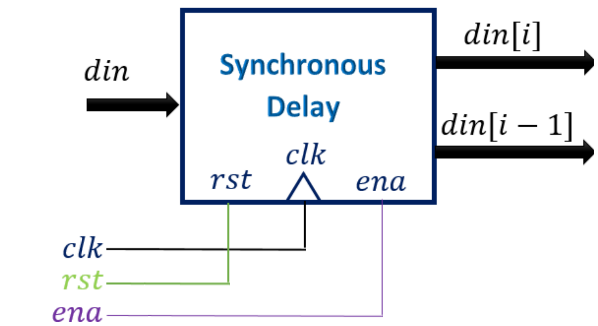 din[i]
din
Synchronous
Delay
din[i − 1]
clk
rst
ena
clk
rst
ena